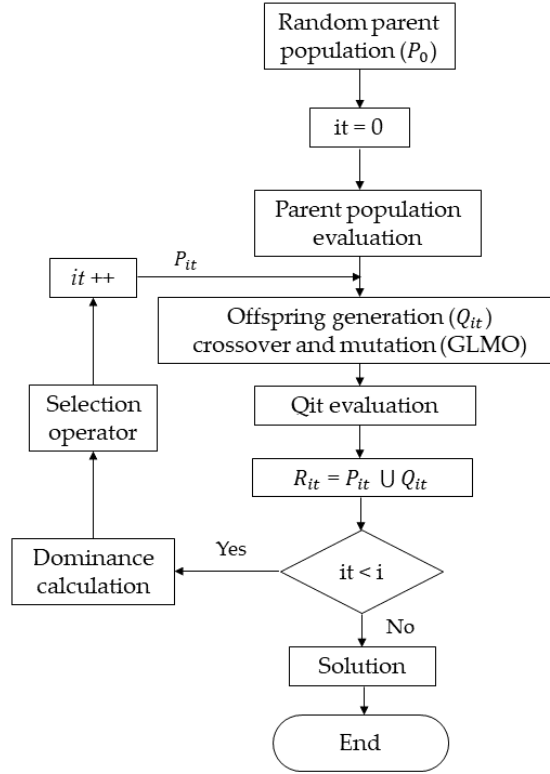 Random parent
population (𝑃₀)
it = 0
Parent population
evaluation
𝑖𝑡 ++
𝑃𝑖𝑡
Offspring generation (𝑄𝑖𝑡)
crossover and mutation (GLMO)
Selection
operator
Qit evaluation
𝑅𝑖𝑡 = 𝑃𝑖𝑡 ⋃ 𝑄𝑖𝑡
Dominance
calculation
Yes
it < i
No
Solution
End